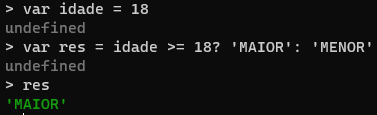 > var idade = 18
undefined
> var res = idade >= 18? 'MAIOR': 'MENOR'
undefined
> res
'MAIOR'